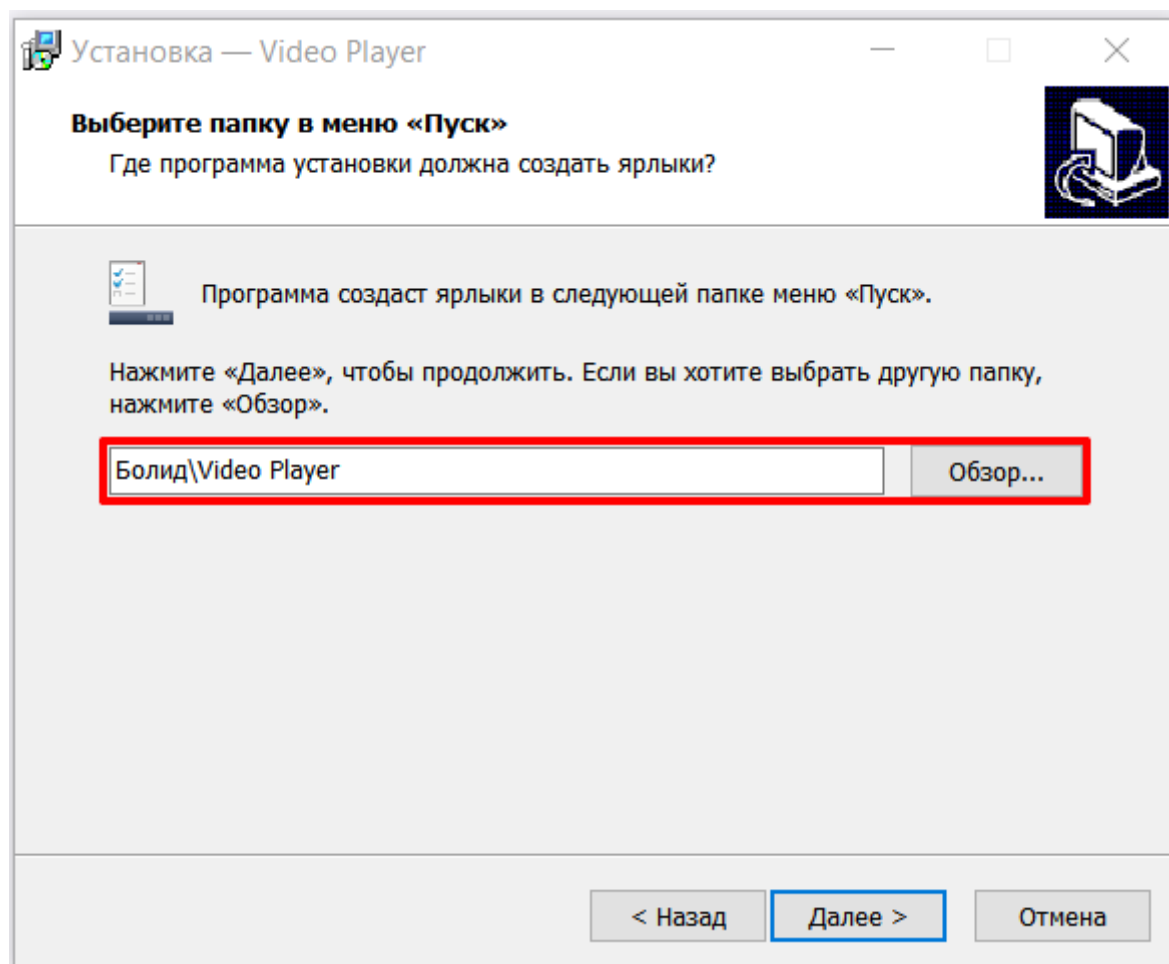 Установка — Video Player
Выберите папку в меню «Пуск»
Где программа установки должна создать ярлыки?
Программа создаст ярлыки в следующей папке меню «Пуск».
Нажмите «Далее», чтобы продолжить. Если вы хотите выбрать другую папку,
нажмите «Обзор».
Болид\Video Player
Обзор...
< Назад
Далее >
Отмена